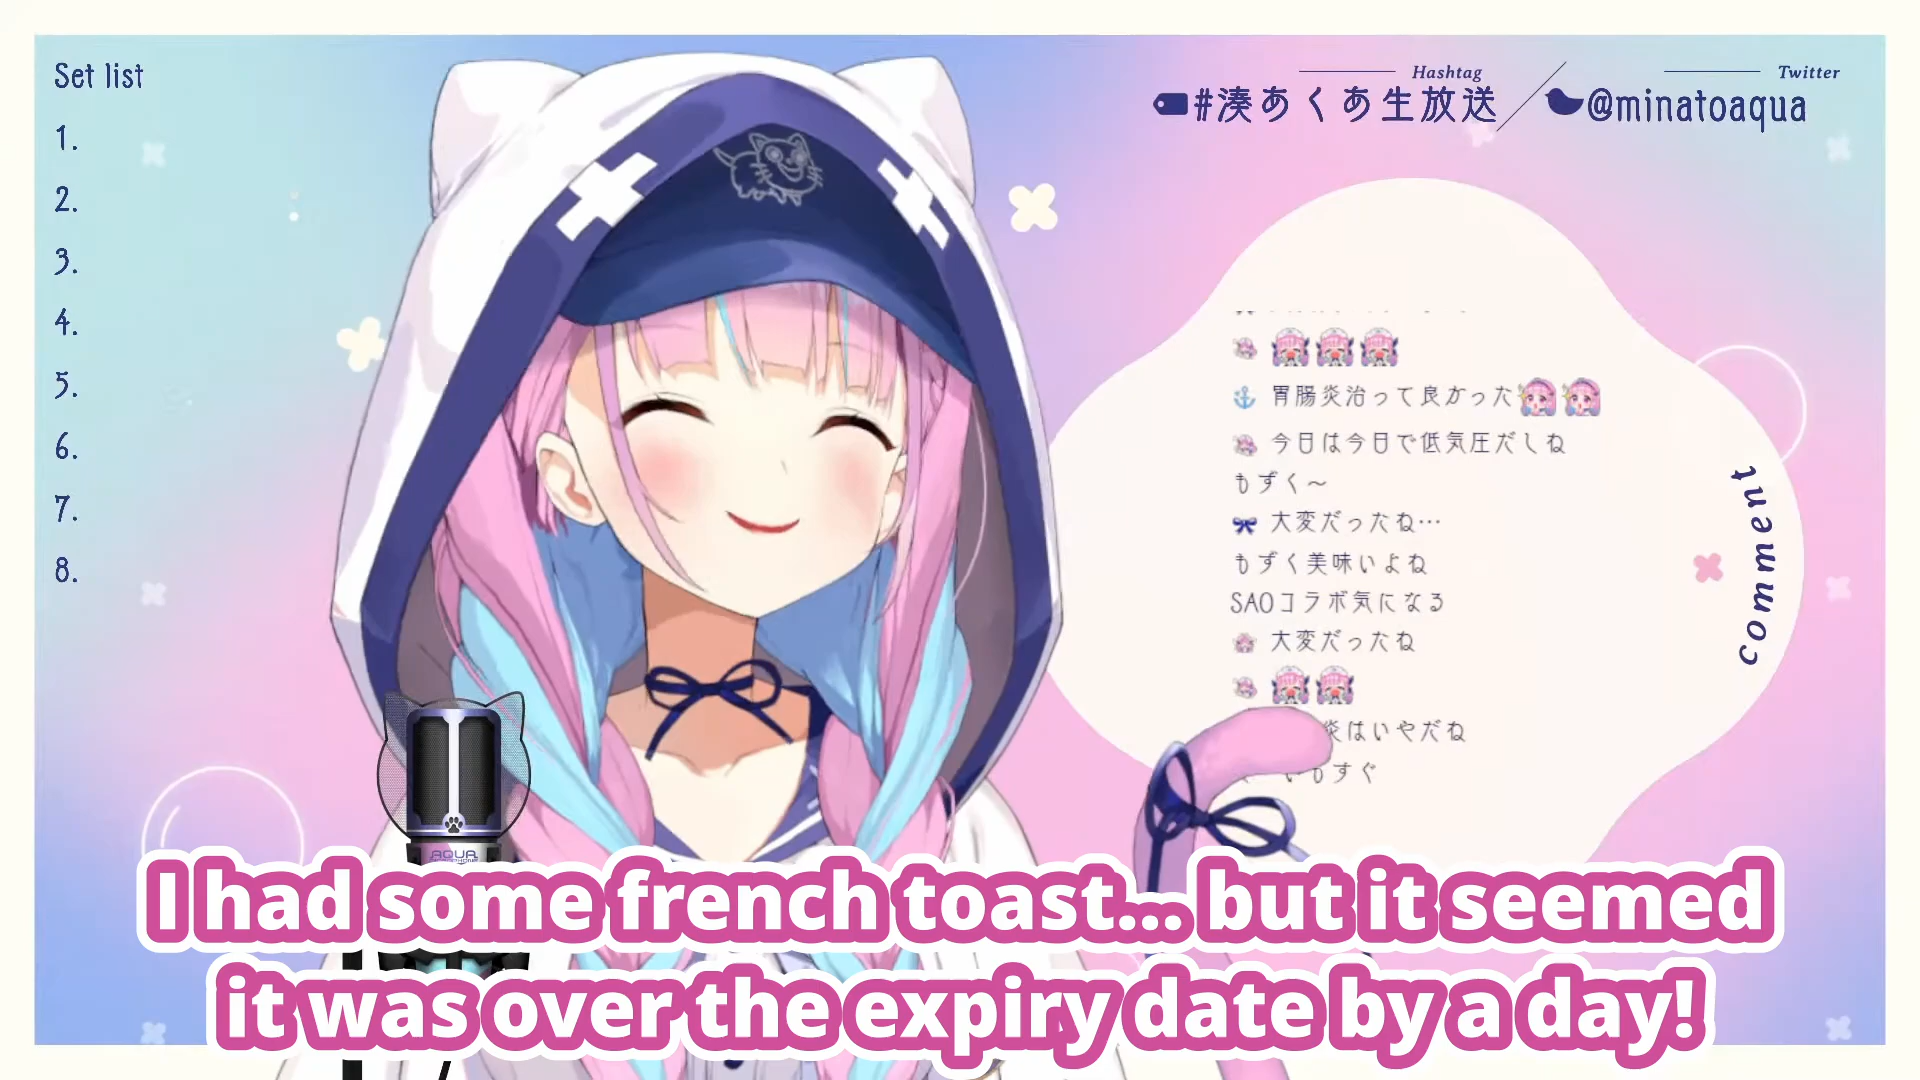 Set list
1.
2.
3.
4.
5.
6.
7.
8.
Hashtag
#湊あくあ生放送
Twitter
@minatoaqua
胃腸炎治って良かった
今日は今日で低気圧だしね
もずく～
大変だったね…
もずく美味いよね
SAOコラボ気になる
大変だったね
炎はいやだね
もずく
comment
AQUA
I had some french toast... but it seemed
it was over the expiry date by a day!